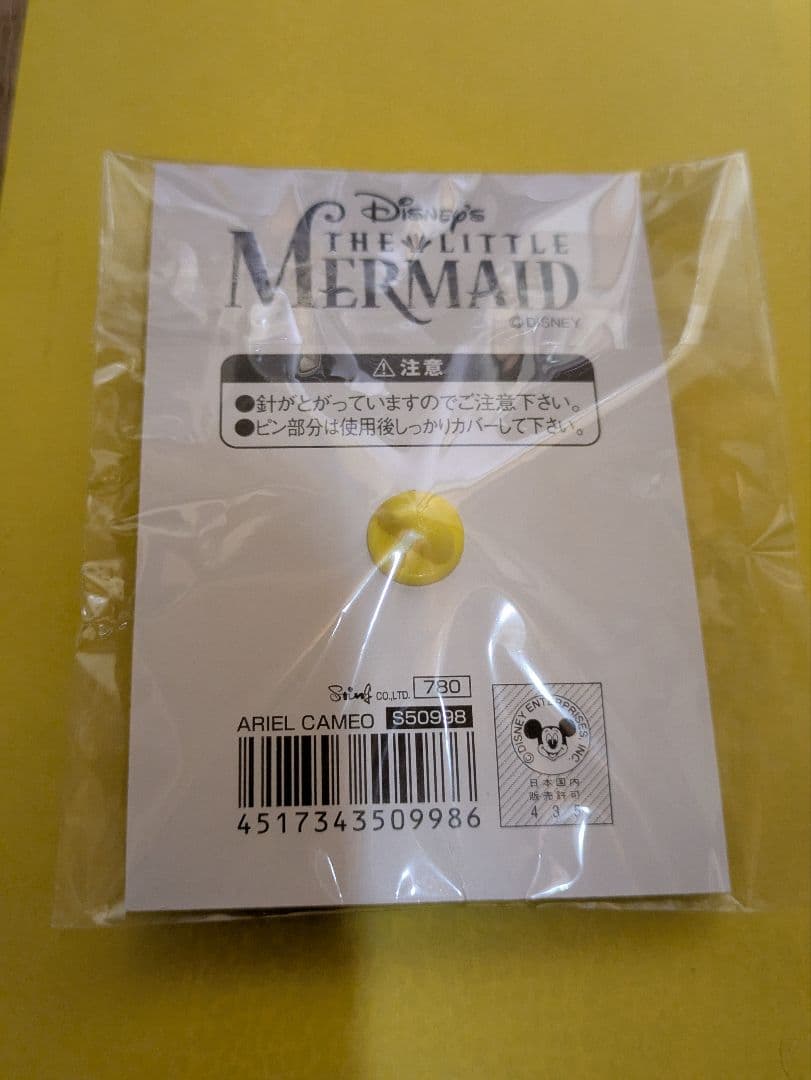 Disney's
THE LITTLE
MERMAID
© DISNEY
⚠注意
●針がとがっていますのでご注意下さい。
●ピン部分は使用後しっかりカバーして下さい。
CO.,LTD. 780
ARIEL CAMEO S50998
4517343509986
© DISNEY ENTERPRISES, INC.
日本国内
販売許可
435